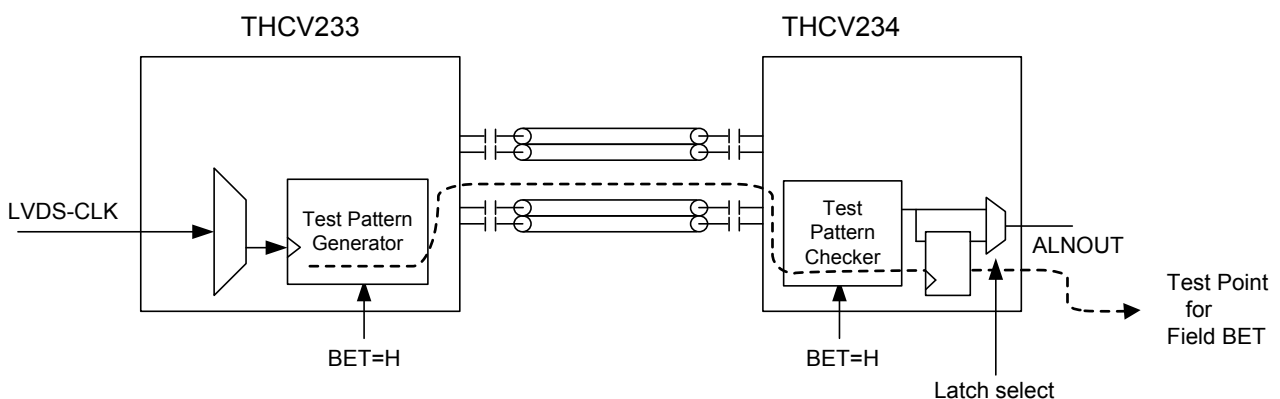 THCV233
THCV234
LVDS-CLK
Test Pattern
Generator
Test
Pattern
Checker
ALNOUT
Test Point
for
Field BET
BET=H
BET=H
Latch select